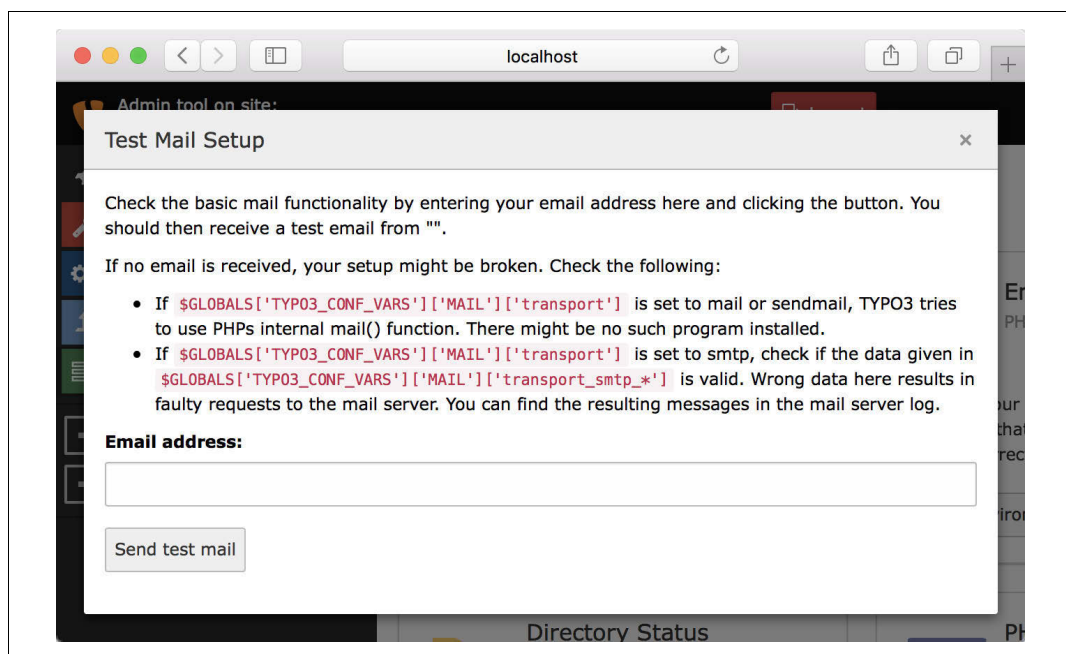 localhost
Admin tool on site:
Test Mail Setup
×
Check the basic mail functionality by entering your email address here and clicking the button. You
should then receive a test email from "".
If no email is received, your setup might be broken. Check the following:
• If $GLOBALS['TYPO3_CONF_VARS']['MAIL']['transport'] is set to mail or sendmail, TYPO3 tries
to use PHPs internal mail() function. There might be no such program installed.
• If $GLOBALS['TYPO3_CONF_VARS']['MAIL']['transport'] is set to smtp, check if the data given in
$GLOBALS['TYPO3_CONF_VARS']['MAIL']['transport_smtp_*'] is valid. Wrong data here results in
faulty requests to the mail server. You can find the resulting messages in the mail server log.
Email address:
Send test mail
Directory Status